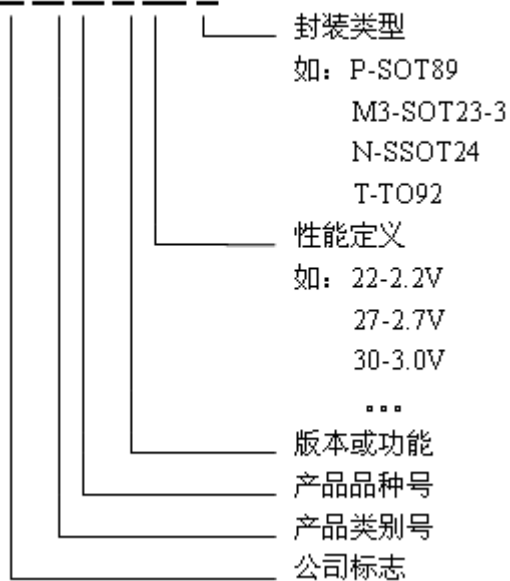 封装类型
如：P-SOT89
M3-SOT23-3
N-SSOT24
T-TO92
性能定义
如：22-2.2V
27-2.7V
30-3.0V
...
版本或功能
产品品种号
产品类别号
公司标志